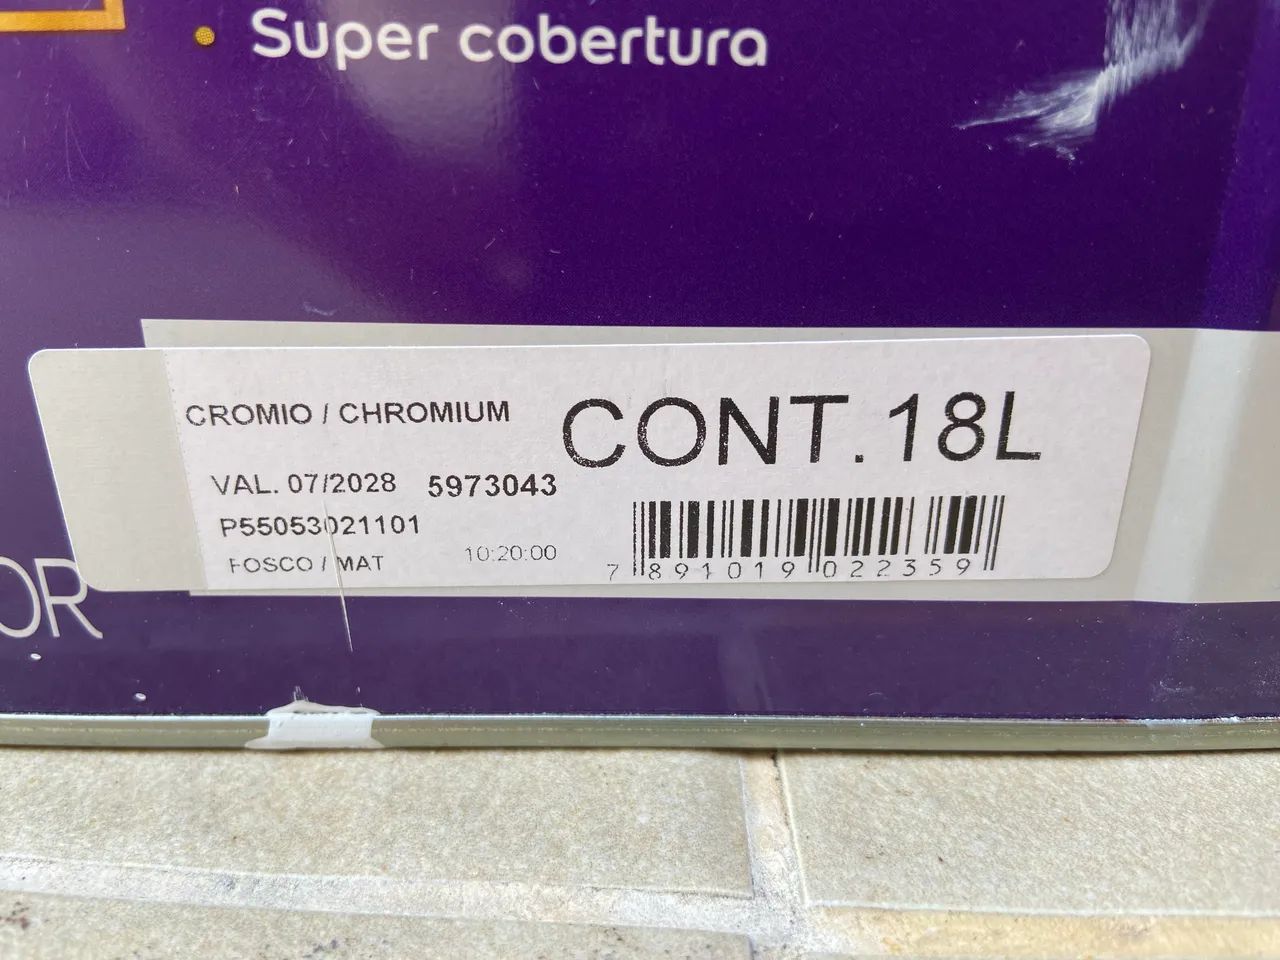 Super cobertura
CROMIO / CHROMIUM
CONT. 18L
VAL. 07/2028 5973043
P55053021101
FOSCO / MAT 10:20:00
7 891019 022359
OR